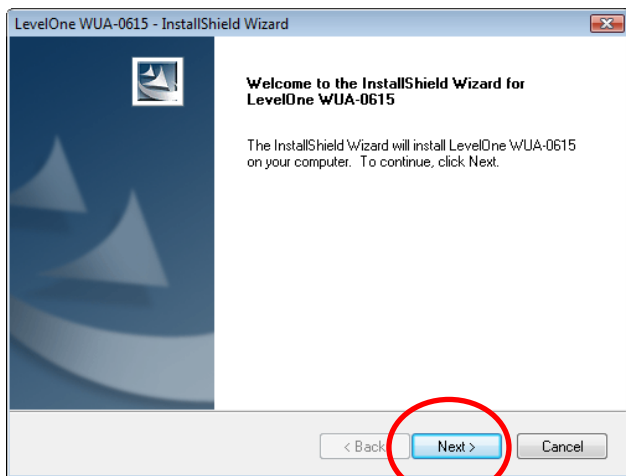 LevelOne WUA-0615 - InstallShield Wizard
Welcome to the InstallShield Wizard for
LevelOne WUA-0615
The InstallShield Wizard will install LevelOne WUA-0615
on your computer. To continue, click Next.
< Back
Next >
Cancel